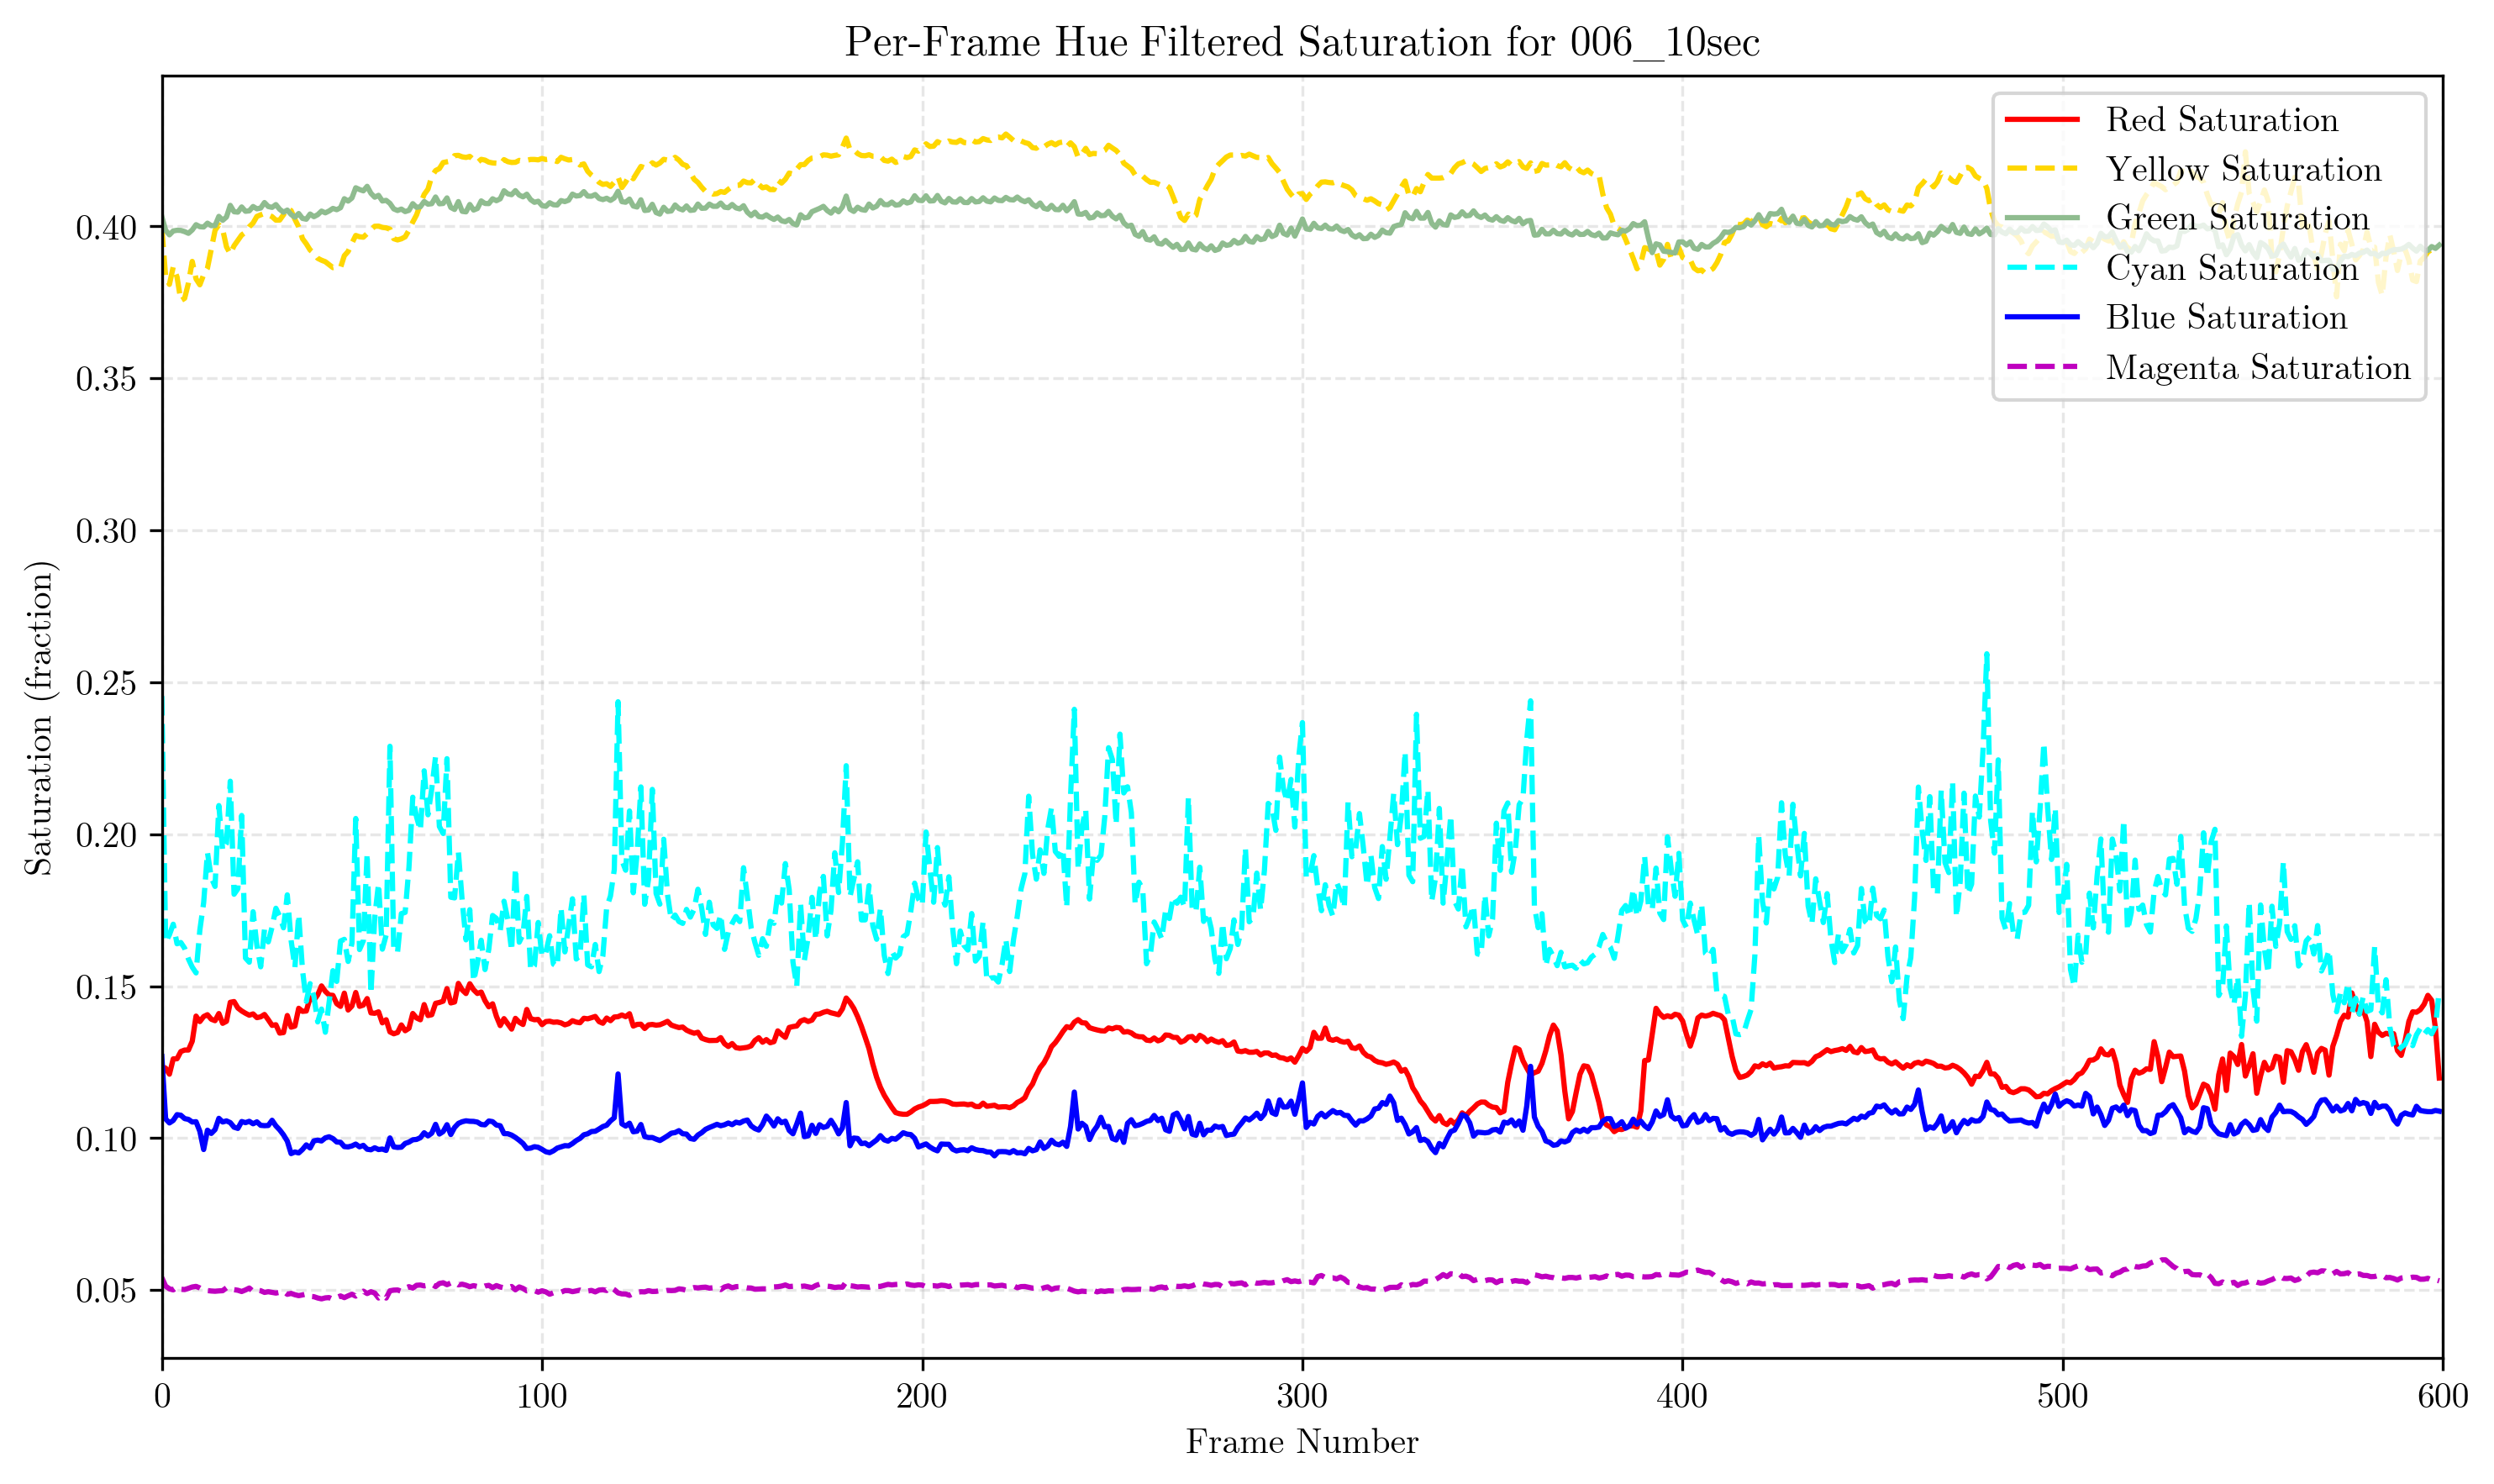 Per-Frame Hue Filtered Saturation for 006_10sec
Red Saturation
Yellow Saturation
Green Saturation
Cyan Saturation
Blue Saturation
Magenta Saturation
Saturation (fraction)
0.40
0.35
0.30
0.25
0.20
0.15
0.10
0.05
0 100 200 300 400 500 600
Frame Number